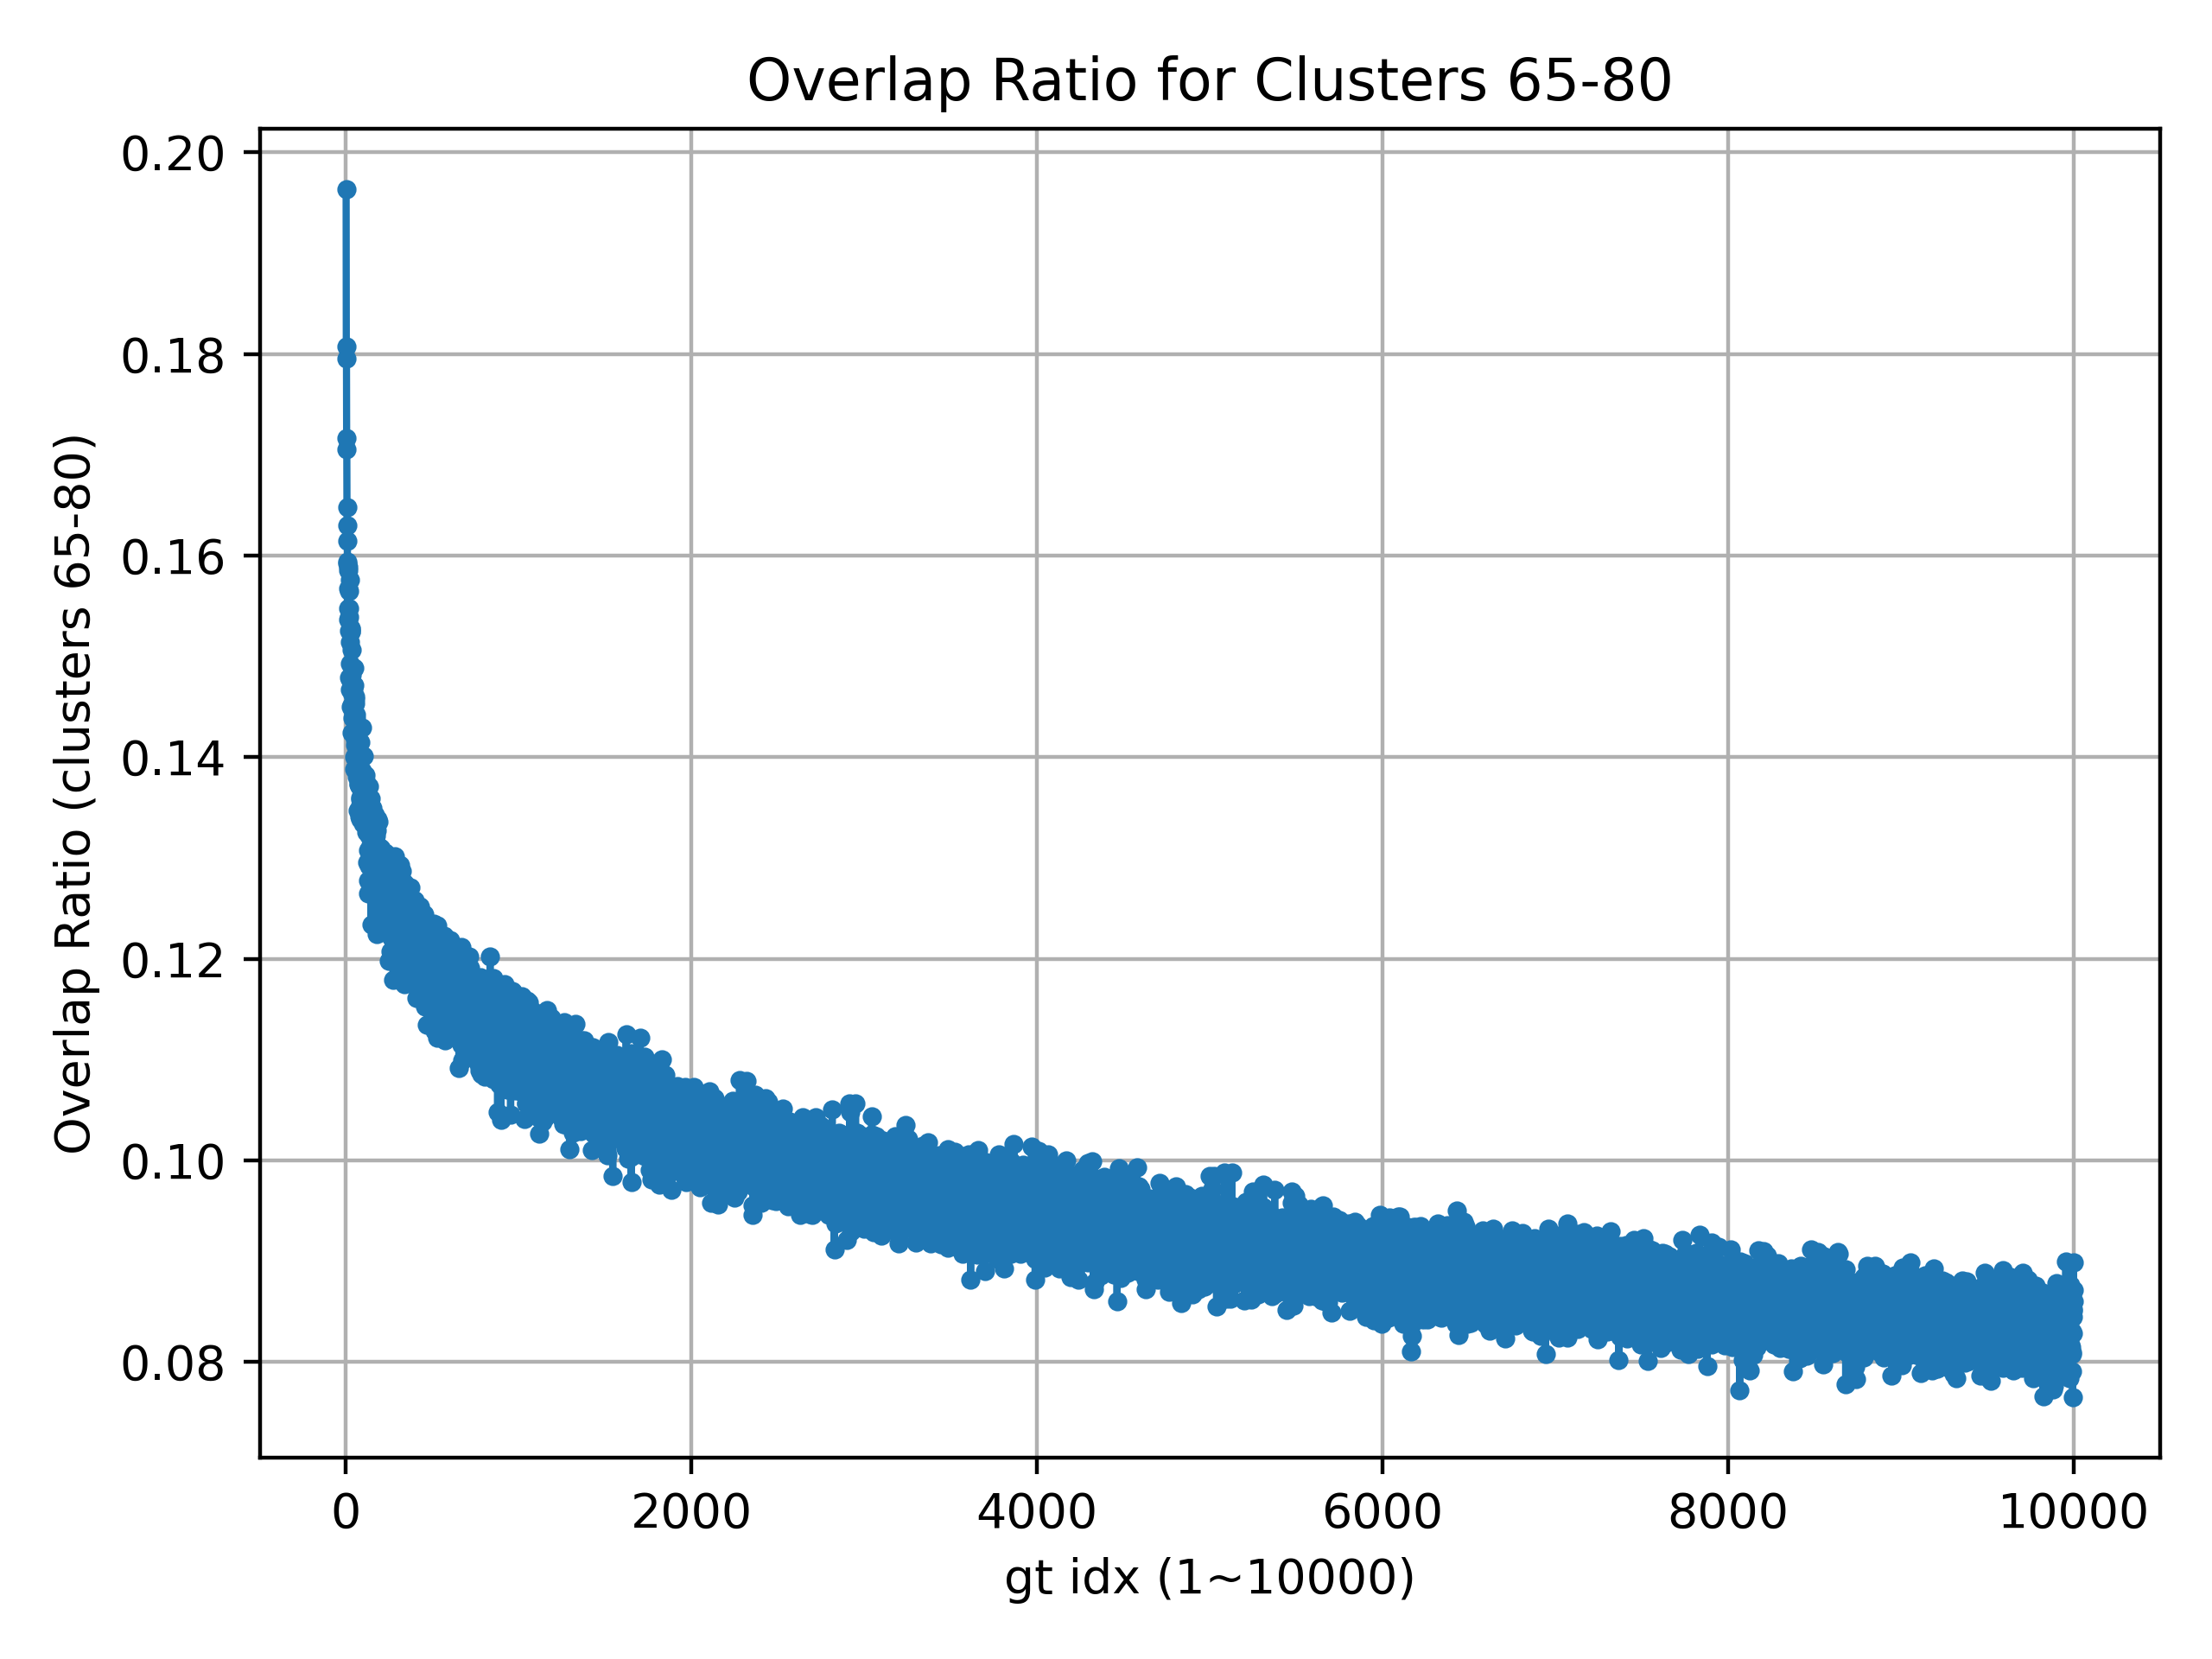 Overlap Ratio for Clusters 65-80
Overlap Ratio (clusters 65-80)
0.20
0.18
0.16
0.14
0.12
0.10
0.08
0 2000 4000 6000 8000 10000
gt idx (1~10000)